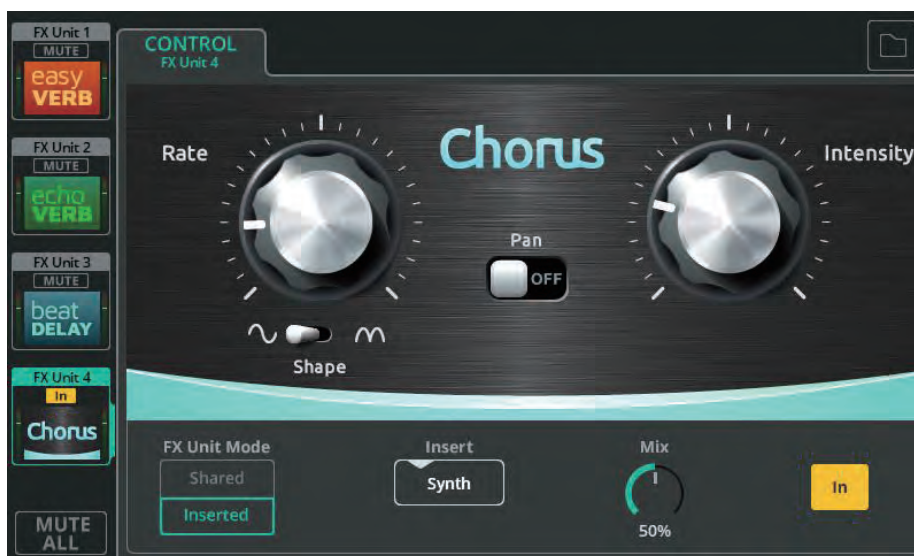 FX Unit 1
MUTE
easy
VERB
FX Unit 2
MUTE
echo
VERB
FX Unit 3
MUTE
beat
DELAY
FX Unit 4
In
Chorus
MUTE
ALL
CONTROL
FX Unit 4
Rate
Chorus
Intensity
Pan
OFF
Shape
FX Unit Mode
Shared
Inserted
Insert
Synth
Mix
50%
In